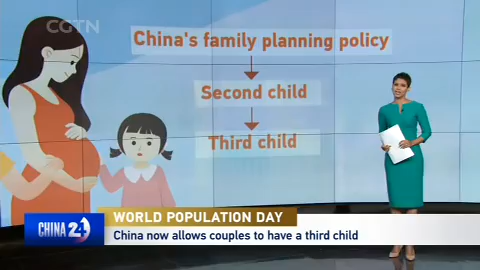 CGTN
China's family planning policy
Second child
Third child
CHINA 24
WORLD POPULATION DAY
China now allows couples to have a third child